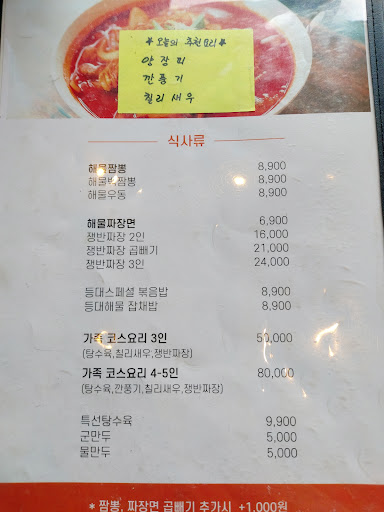 * 오늘의 추천요리 *
양장피
깐풍기
칠리새우
식사류
해물짬뽕 8,900
해물백짬뽕 8,900
해물우동 8,900
해물짜장면 6,900
쟁반짜장 2인 16,000
쟁반짜장 곱빼기 21,000
쟁반짜장 3인 24,000
등대스페셜 볶음밥 8,900
등대해물 잡채밥 8,900
가족 코스요리 3인 50,000
(탕수육,칠리새우,쟁반짜장)
가족 코스요리 4-5인 80,000
(탕수육,깐풍기,칠리새우,쟁반짜장)
특선탕수육 9,900
군만두 5,000
물만두 5,000
* 짬뽕, 짜장면 곱빼기 추가시 +1,000원